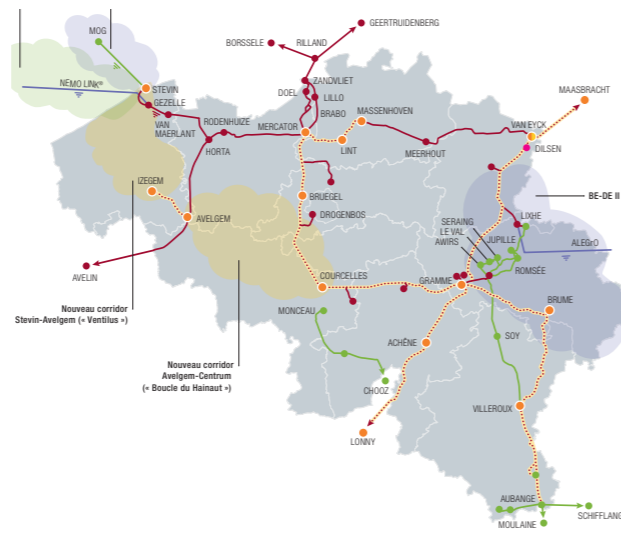 GEERTRUIDENBERG
MOG
BORSSELE
RILLAND
NEMO LINK®
STEVIN
GEZELLE
ZANDVLIET
DOEL
LILLO
MAASBRACHT
VAN
MAERLANT
RODENHUIZE
MERCATOR
BRABO
MASSENHOVEN
VAN EYCK
HORTA
LINT
MEERHOUT
DILSEN
IZEGEM
BRUEGEL
BE-DE II
AVELGEM
DROGENBOS
SERAING
LE VAL
AWIRS
JUPILLE
LIXHE
ALEGrO
AVELIN
COURCELLES
GRAMME
ROMSÉE
Nouveau corridor
Stevin-Avelgem (« Ventilus »)
MONCEAU
BRUME
ACHÊNE
SOY
Nouveau corridor
Avelgem-Centrum
(« Boucle du Hainaut »)
CHOOZ
VILLEROUX
LONNY
AUBANGE
MOULAINE
SCHIFFLANG